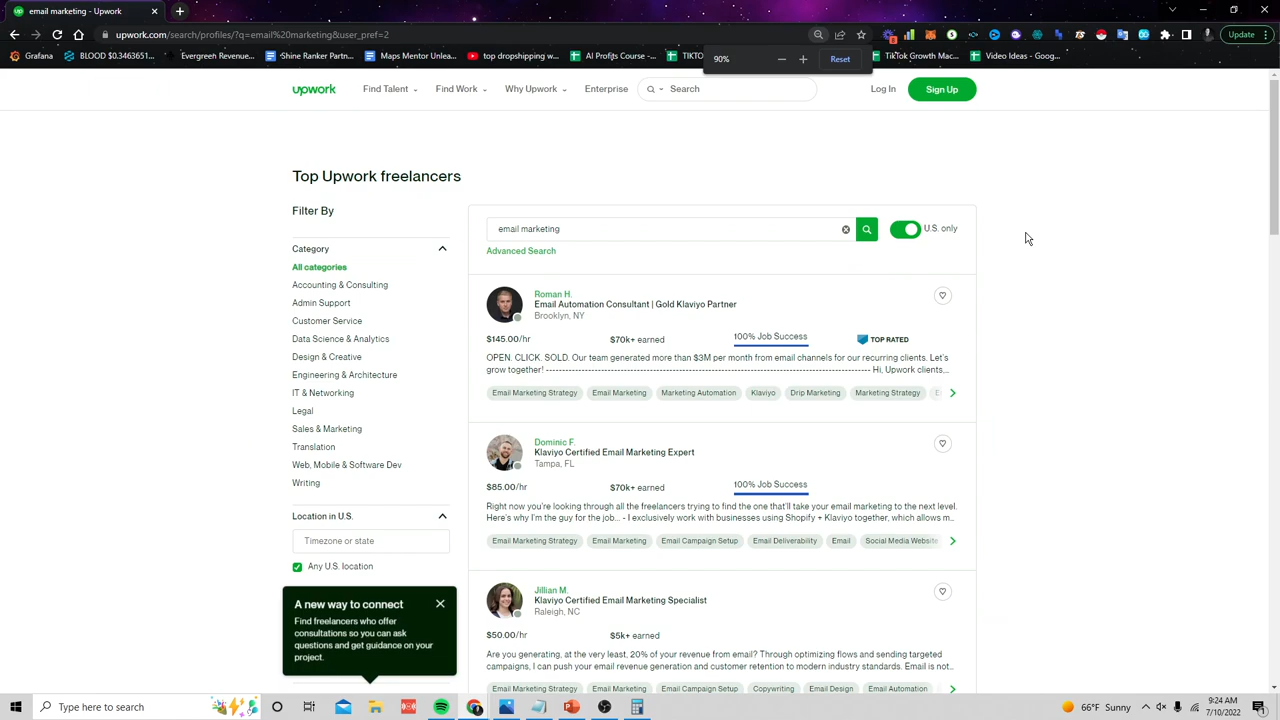 email marketing - Upwork
upwork.com/search/profiles/?q=email%20marketing&user_pref=2
Update
Grafana
BLOOD $0.3463651...
Evergreen Revenue...
Shine Ranker Partn...
Maps Mentor Unlea...
top dropshipping w...
AI Profits Course -...
TIKTO
TikTok Growth Mac...
Video Ideas - Goog...
90%
Reset
upwork
Find Talent
Find Work
Why Upwork
Enterprise
Search
Log In
Sign Up
Top Upwork freelancers
Filter By
Category
All categories
Accounting & Consulting
Admin Support
Customer Service
Data Science & Analytics
Design & Creative
Engineering & Architecture
IT & Networking
Legal
Sales & Marketing
Translation
Web, Mobile & Software Dev
Writing
Location in U.S.
Timezone or state
Any U.S. location
A new way to connect
Find freelancers who offer
consultations so you can ask
questions and get guidance on your
project.
email marketing
U.S. only
Advanced Search
Roman H.
Email Automation Consultant | Gold Klaviyo Partner
Brooklyn, NY
$145.00/hr $70k+ earned 100% Job Success TOP RATED
OPEN. CLICK. SOLD. Our team generated more than $3M per month from email channels for our recurring clients. Let's
grow together! -------------------------------------------------------------------------------- Hi, Upwork clients,...
Email Marketing Strategy Email Marketing Marketing Automation Klaviyo Drip Marketing Marketing Strategy E
Dominic F.
Klaviyo Certified Email Marketing Expert
Tampa, FL
$85.00/hr $70k+ earned 100% Job Success
Right now you're looking through all the freelancers trying to find the one that'll take your email marketing to the next level.
Here's why I'm the guy for the job... - I exclusively work with businesses using Shopify + Klaviyo together, which allows m...
Email Marketing Strategy Email Marketing Email Campaign Setup Email Deliverability Email Social Media Website
Jillian M.
Klaviyo Certified Email Marketing Specialist
Raleigh, NC
$50.00/hr $5k+ earned
Are you generating, at the very least, 20% of your revenue from email? Through optimizing flows and sending targeted
campaigns, I can push your email revenue generation and customer retention to modern industry standards. Email is not...
Email Marketing Strategy Email Marketing Email Campaign Setup Copywriting Email Design Email Automation
Type here to search
66°F Sunny
9:24 AM
7/10/2022